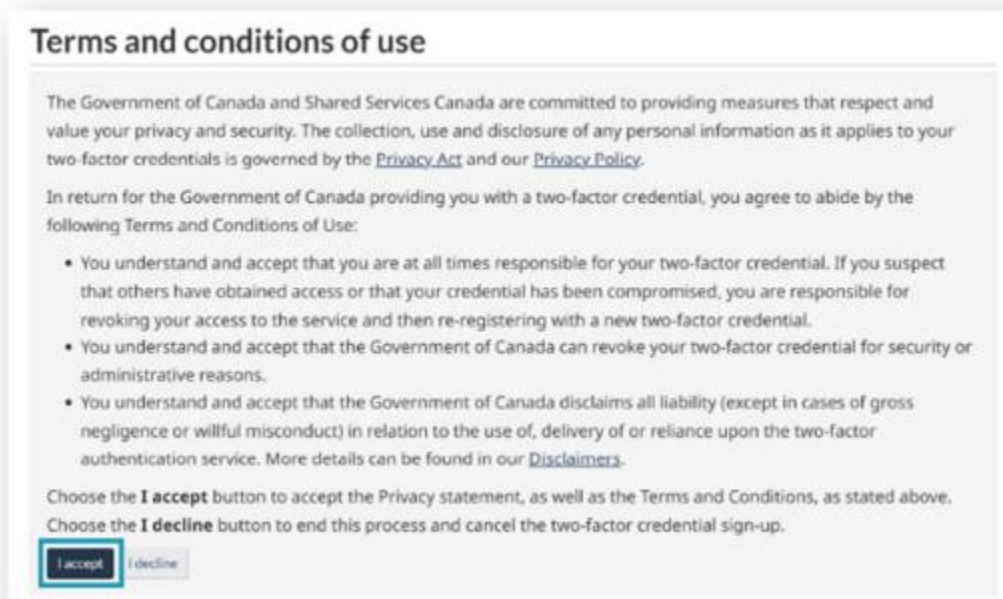 Terms and conditions of use
The Government of Canada and Shared Services Canada are committed to providing measures that respect and
value your privacy and security. The collection, use and disclosure of any personal information as it applies to your
two-factor credentials is governed by the Privacy Act and our Privacy Policy.
In return for the Government of Canada providing you with a two-factor credential, you agree to abide by the
following Terms and Conditions of Use:
• You understand and accept that you are at all times responsible for your two-factor credential. If you suspect
that others have obtained access or that your credential has been compromised, you are responsible for
revoking your access to the service and then re-registering with a new two-factor credential.
• You understand and accept that the Government of Canada can revoke your two-factor credential for security or
administrative reasons.
• You understand and accept that the Government of Canada disclaims all liability (except in cases of gross
negligence or willful misconduct) in relation to the use of, delivery of or reliance upon the two-factor
authentication service. More details can be found in our Disclaimers.
Choose the I accept button to accept the Privacy statement, as well as the Terms and Conditions, as stated above.
Choose the I decline button to end this process and cancel the two-factor credential sign-up.
I accept I decline